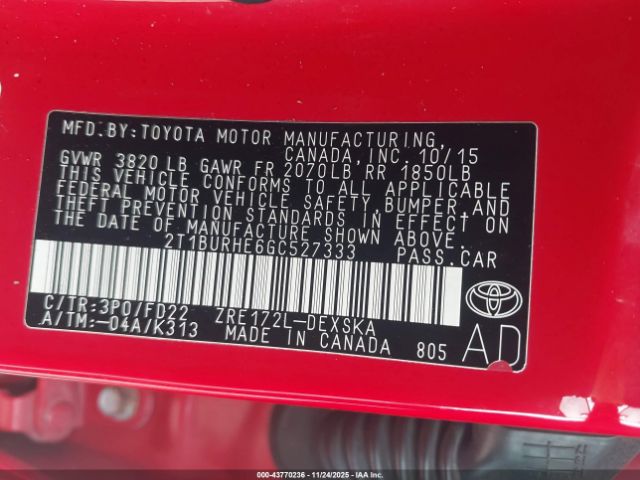 MFD.BY:TOYOTA MOTOR MANUFACTURING,
CANADA, INC. 10/15
GVWR 3820 LB GAWR FR 2070LB RR 1850LB
THIS VEHICLE CONFORMS TO ALL APPLICABLE
FEDERAL MOTOR VEHICLE SAFETY, BUMPER AND
THEFT PREVENTION STANDARDS IN EFFECT ON
THE DATE OF MANUFACTURE SHOWN ABOVE.
2T1BURHE6GC527333 PASS.CAR
C/TR:3P0/FD22 ZRE172L-DEXSKA
A/TM:-04A/K313 MADE IN CANADA 805
AD
000-43770236 - 11/24/2025 - IAAI.COM